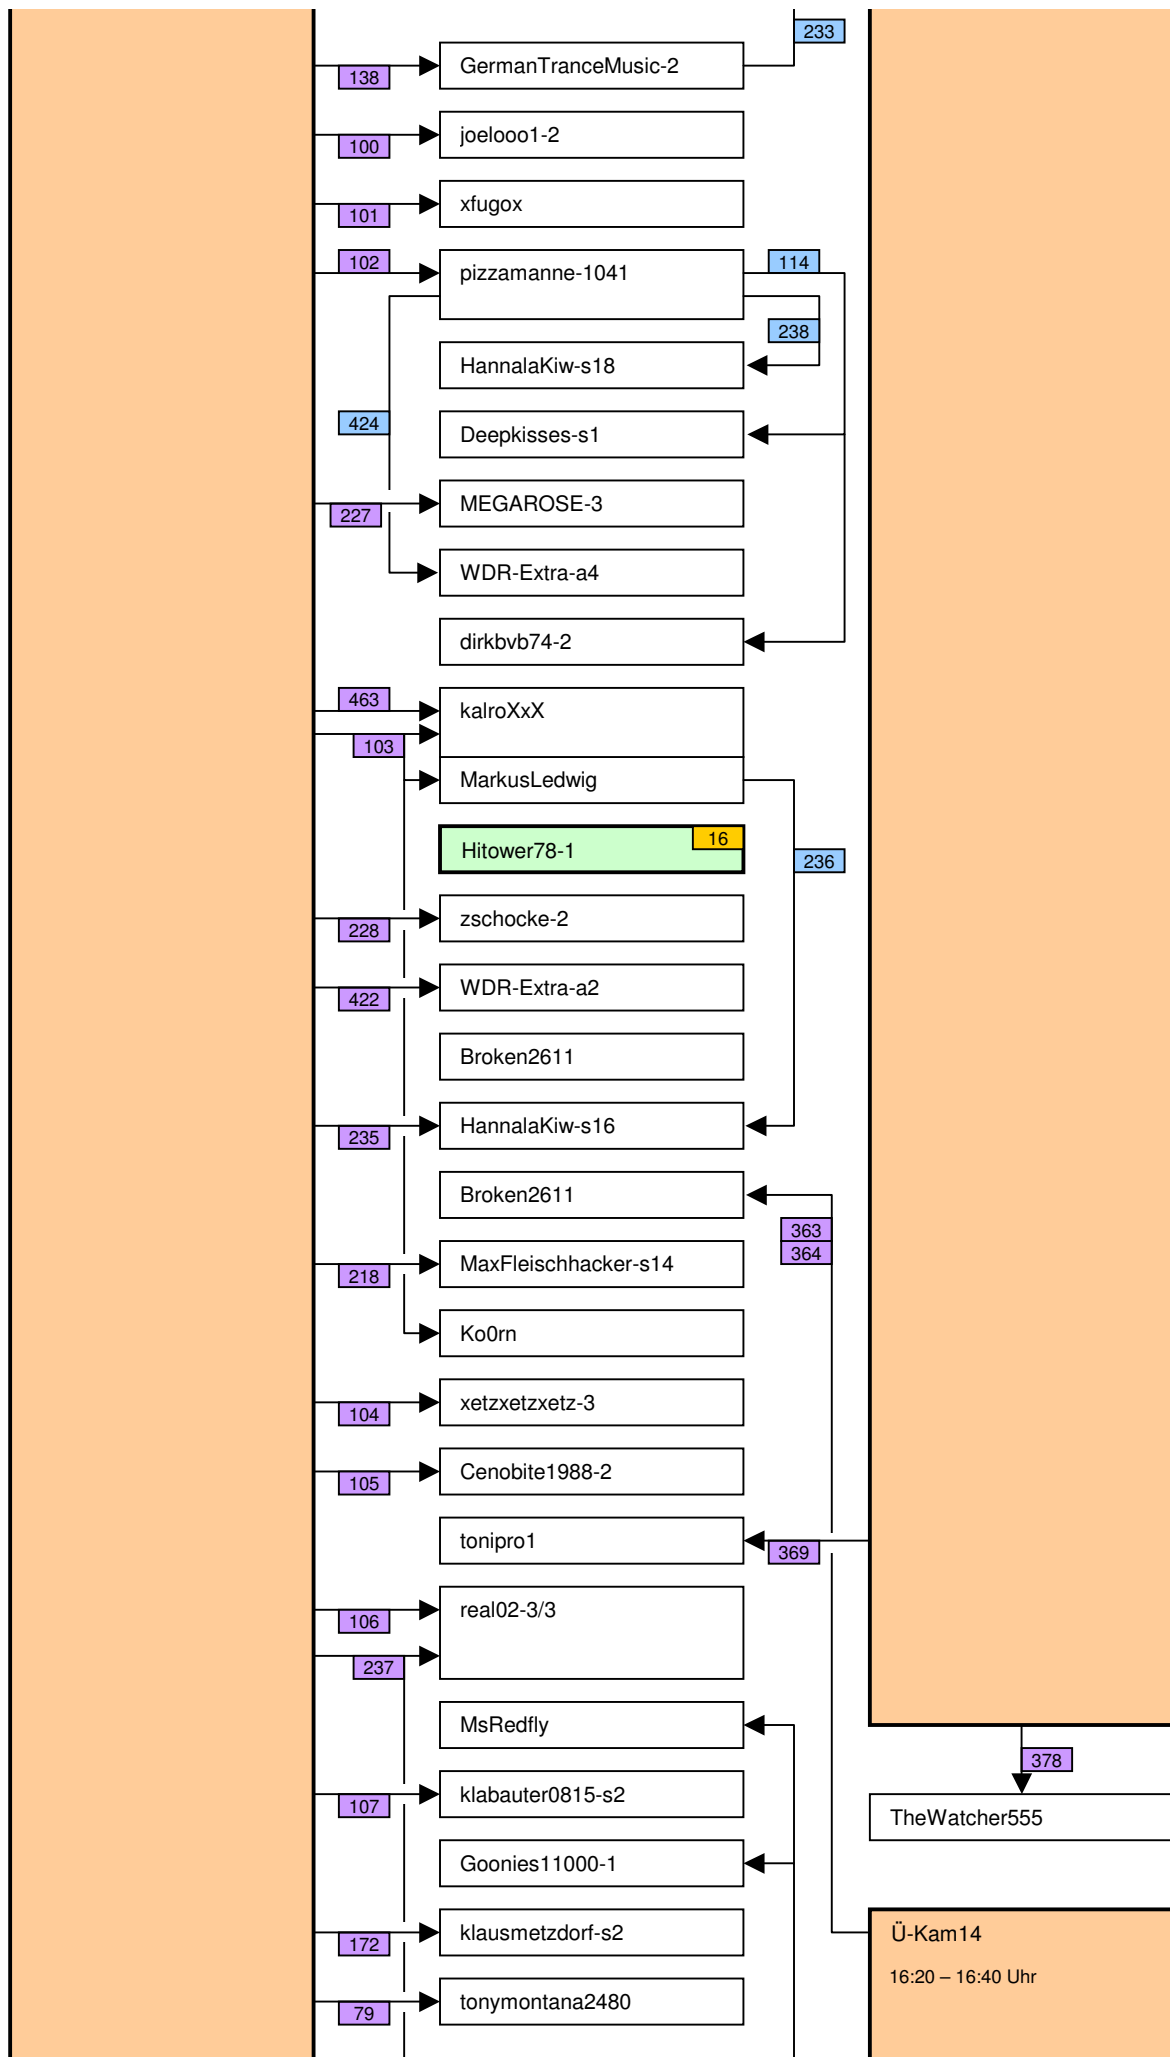 233
GermanTranceMusic-2
138
joelooo1-2
100
xfugox
101
102
pizzamanne-1041
114
238
HannalaKiw-s18
424
Deepkisses-s1
MEGAROSE-3
227
WDR-Extra-a4
dirkbvb74-2
463
kalroXxX
103
MarkusLedwig
16
Hitower78-1
236
zschocke-2
228
WDR-Extra-a2
422
Broken2611
HannalaKiw-s16
235
Broken2611
363
364
MaxFleischhacker-s14
218
Ko0rn
xetzxetzxetz-3
104
Cenobite1988-2
105
tonipro1
369
real02-3/3
106
237
MsRedfly
378
klabauter0815-s2
107
TheWatcher555
Goonies11000-1
klausmetzdorf-s2
172
Ü-Kam14
16:20 – 16:40 Uhr
tonymontana2480
79